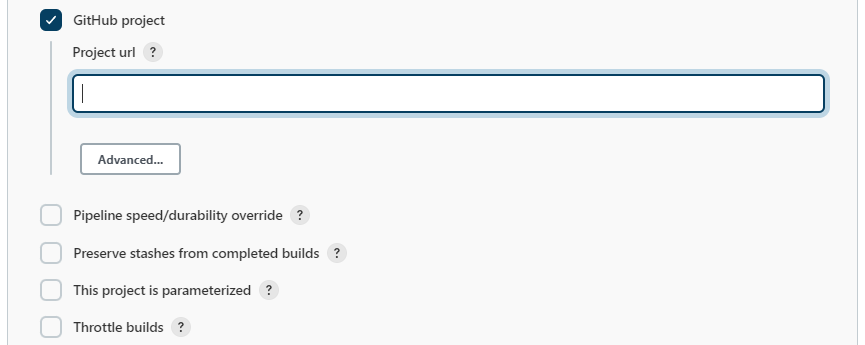 GitHub project
Project url ?
Advanced...
Pipeline speed/durability override ?
Preserve stashes from completed builds ?
This project is parameterized ?
Throttle builds ?